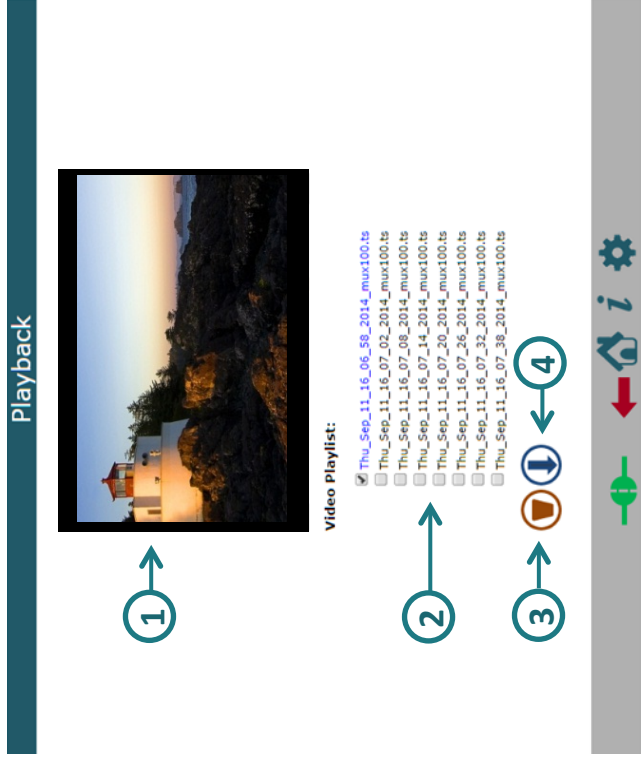 Playback
1
Video Playlist:
2
Thu_Sep_11_16_06_58_2014_mux100.ts
Thu_Sep_11_16_07_02_2014_mux100.ts
Thu_Sep_11_16_07_08_2014_mux100.ts
Thu_Sep_11_16_07_14_2014_mux100.ts
Thu_Sep_11_16_07_20_2014_mux100.ts
Thu_Sep_11_16_07_26_2014_mux100.ts
Thu_Sep_11_16_07_32_2014_mux100.ts
Thu_Sep_11_16_07_38_2014_mux100.ts
3
4
i